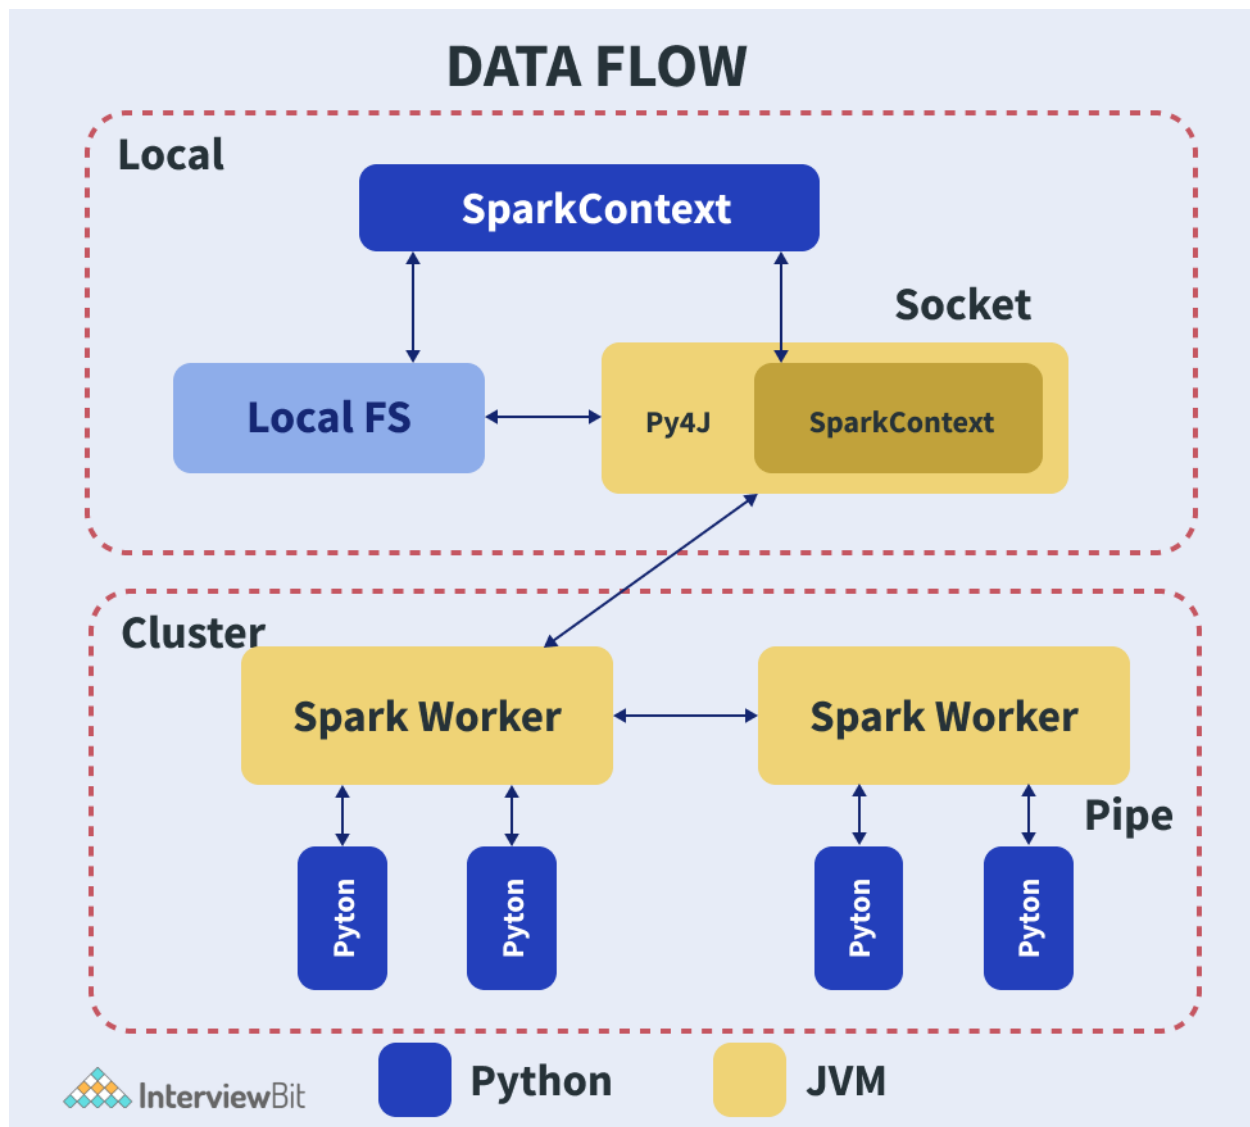 DATA FLOW
Local
SparkContext
Socket
Local FS
Py4J
SparkContext
Cluster
Spark Worker
Spark Worker
Pipe
Pyton
Pyton
Pyton
Pyton
InterviewBit
Python
JVM